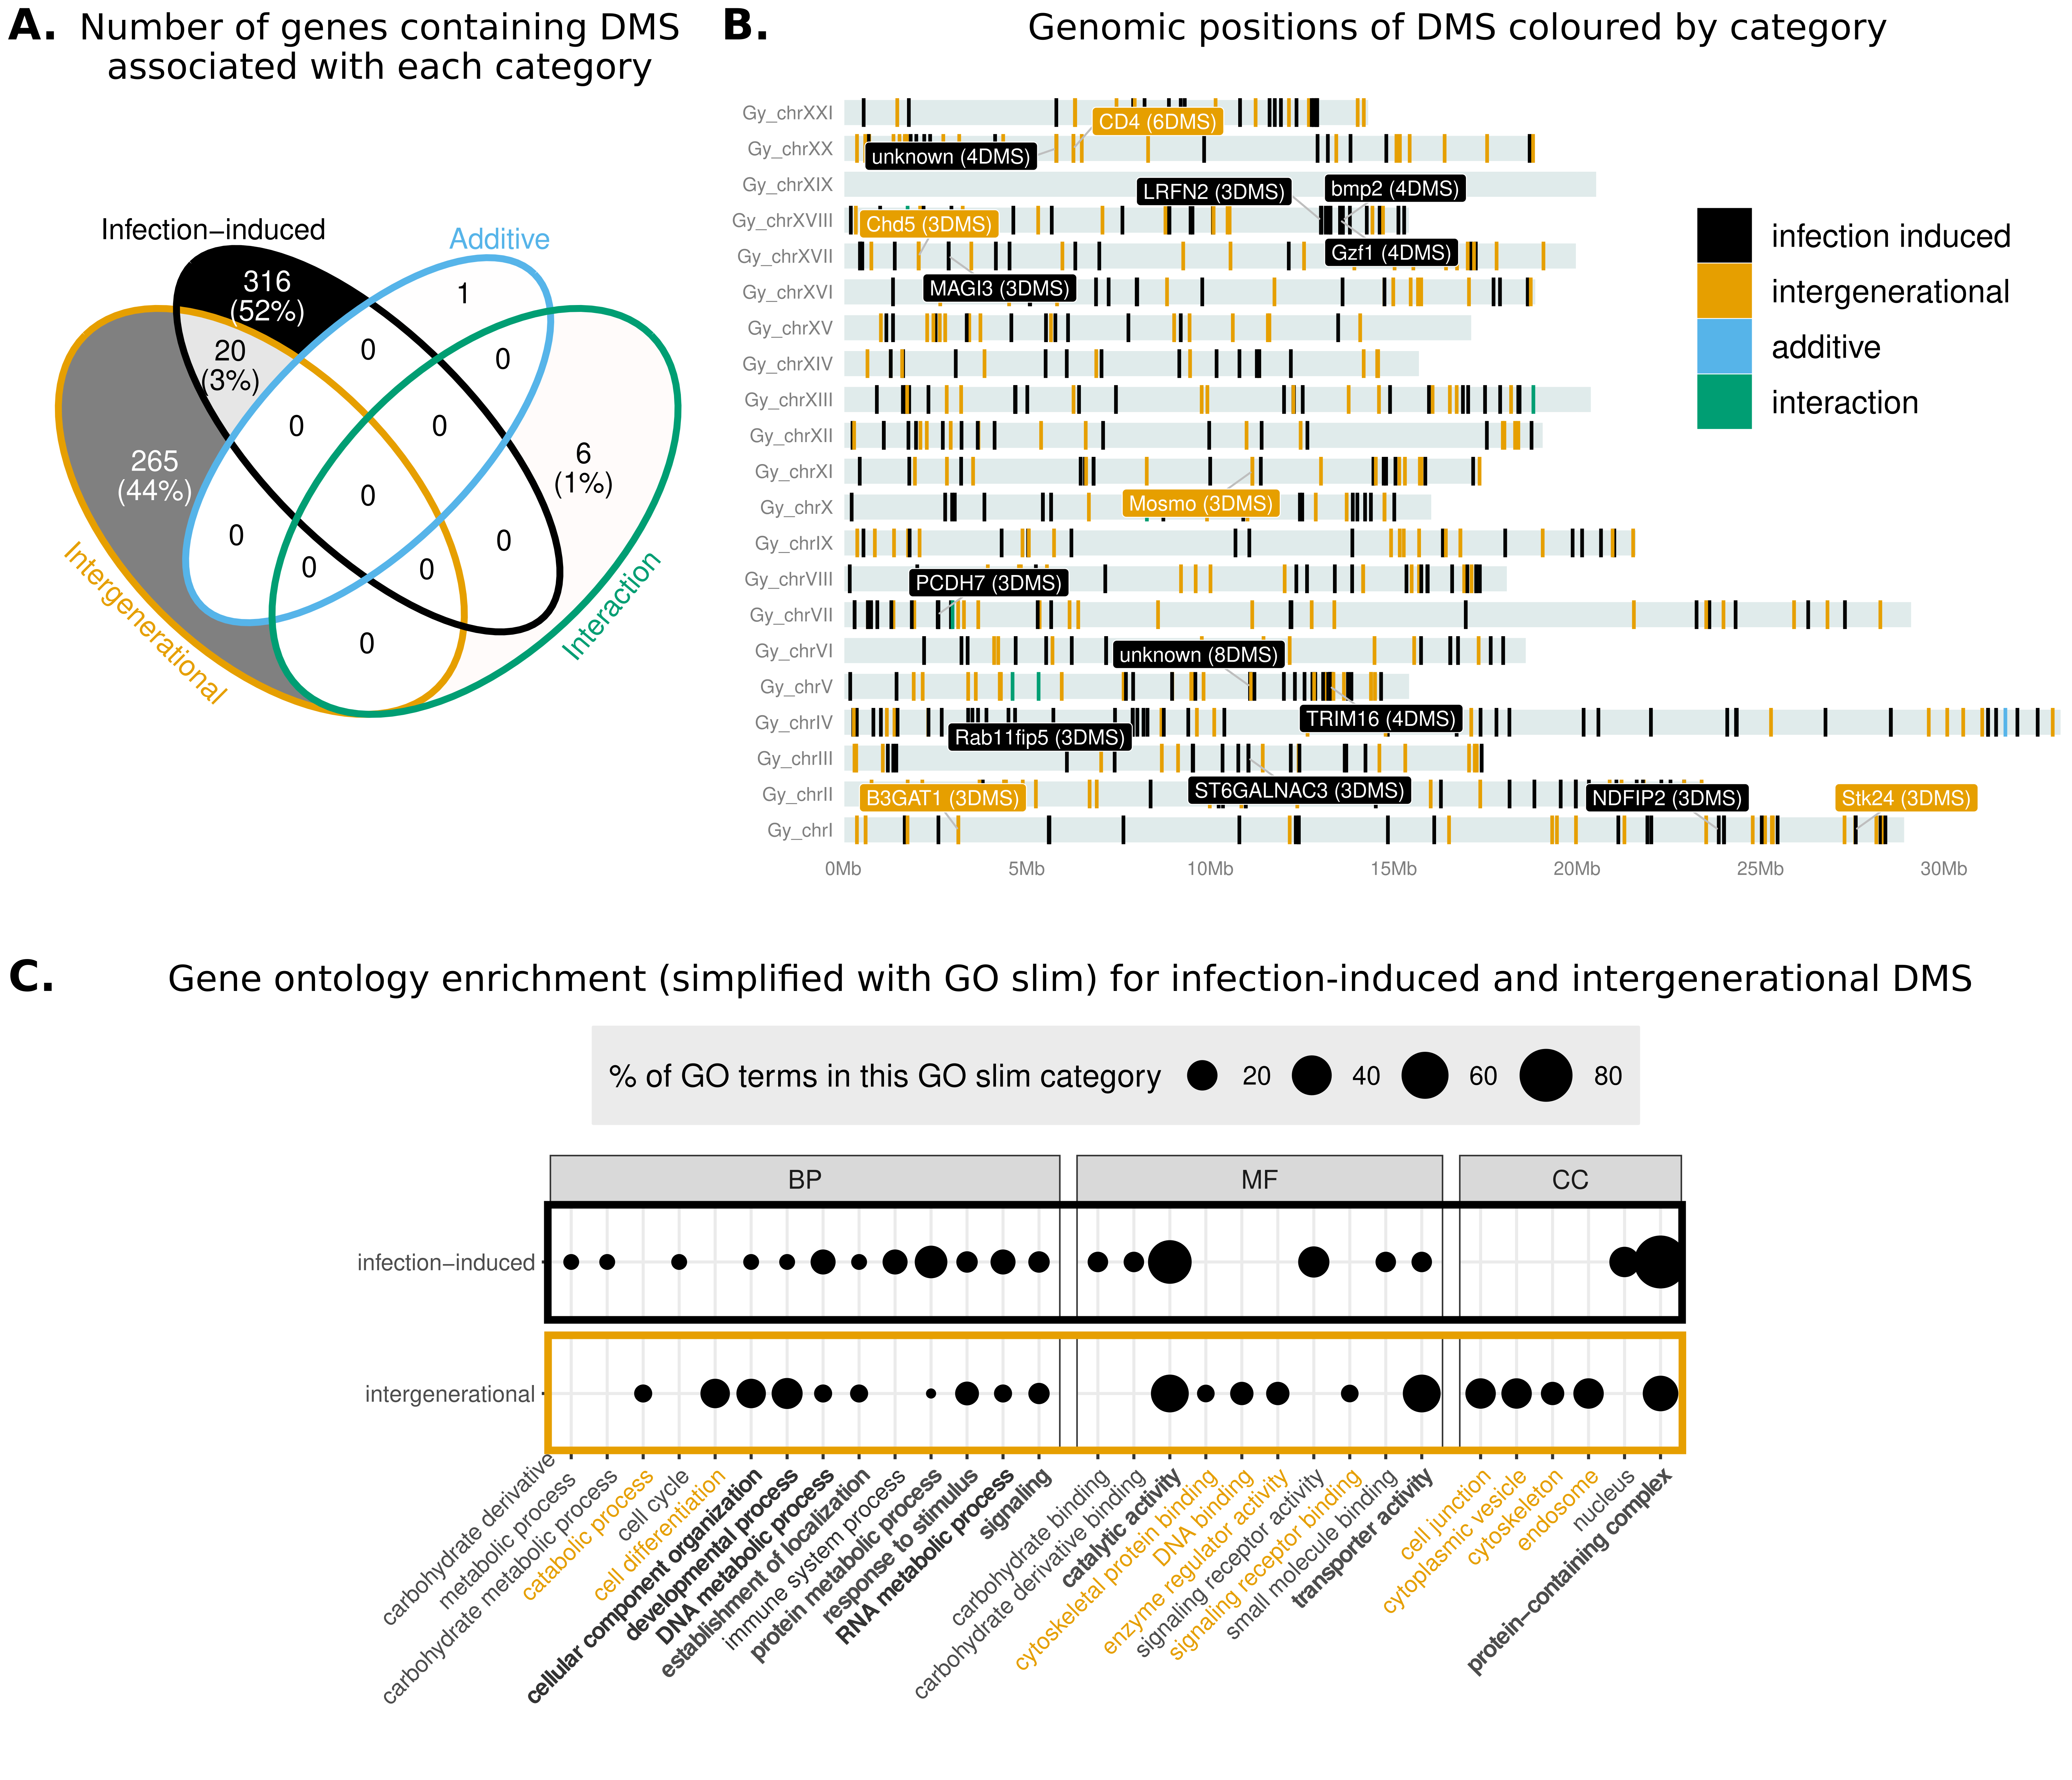 A. Number of genes containing DMS
associated with each category
Infection−induced
Additive
Intergenerational
Interaction
316
(52%)
1
20
(3%)
0
0
0
0
265
(44%)
6
(1%)
0
0
0
0
0
0
B. Genomic positions of DMS coloured by category
Gy_chrXXI
CD4 (6DMS)
Gy_chrXX
unknown (4DMS)
Gy_chrXIX
LRFN2 (3DMS)
bmp2 (4DMS)
Gy_chrXVIII
Chd5 (3DMS)
Gy_chrXVII
Gzf1 (4DMS)
Gy_chrXVI
MAGI3 (3DMS)
Gy_chrXV
Gy_chrXIV
Gy_chrXIII
Gy_chrXII
Gy_chrXI
Gy_chrX
Mosmo (3DMS)
Gy_chrIX
Gy_chrVIII
PCDH7 (3DMS)
Gy_chrVII
Gy_chrVI
unknown (8DMS)
Gy_chrV
Gy_chrIV
TRIM16 (4DMS)
Rab11fip5 (3DMS)
Gy_chrIII
Gy_chrII
B3GAT1 (3DMS)
ST6GALNAC3 (3DMS)
NDFIP2 (3DMS)
Stk24 (3DMS)
Gy_chrI
0Mb
5Mb
10Mb
15Mb
20Mb
25Mb
30Mb
infection induced
intergenerational
additive
interaction
C. Gene ontology enrichment (simplified with GO slim) for infection-induced and intergenerational DMS
% of GO terms in this GO slim category 20 40 60 80
BP
MF
CC
infection−induced
intergenerational
carbohydrate derivative
metabolic process
carbohydrate metabolic process
catabolic process
cell cycle
cell differentiation
cellular component organization
developmental process
DNA metabolic process
establishment of localization
immune system process
protein metabolic process
response to stimulus
RNA metabolic process
signaling
carbohydrate binding
carbohydrate derivative binding
catalytic activity
cytoskeletal protein binding
DNA binding
enzyme regulator activity
signaling receptor activity
signaling receptor binding
small molecule binding
transporter activity
cell junction
cytoplasmic vesicle
cytoskeleton
endosome
nucleus
protein−containing complex